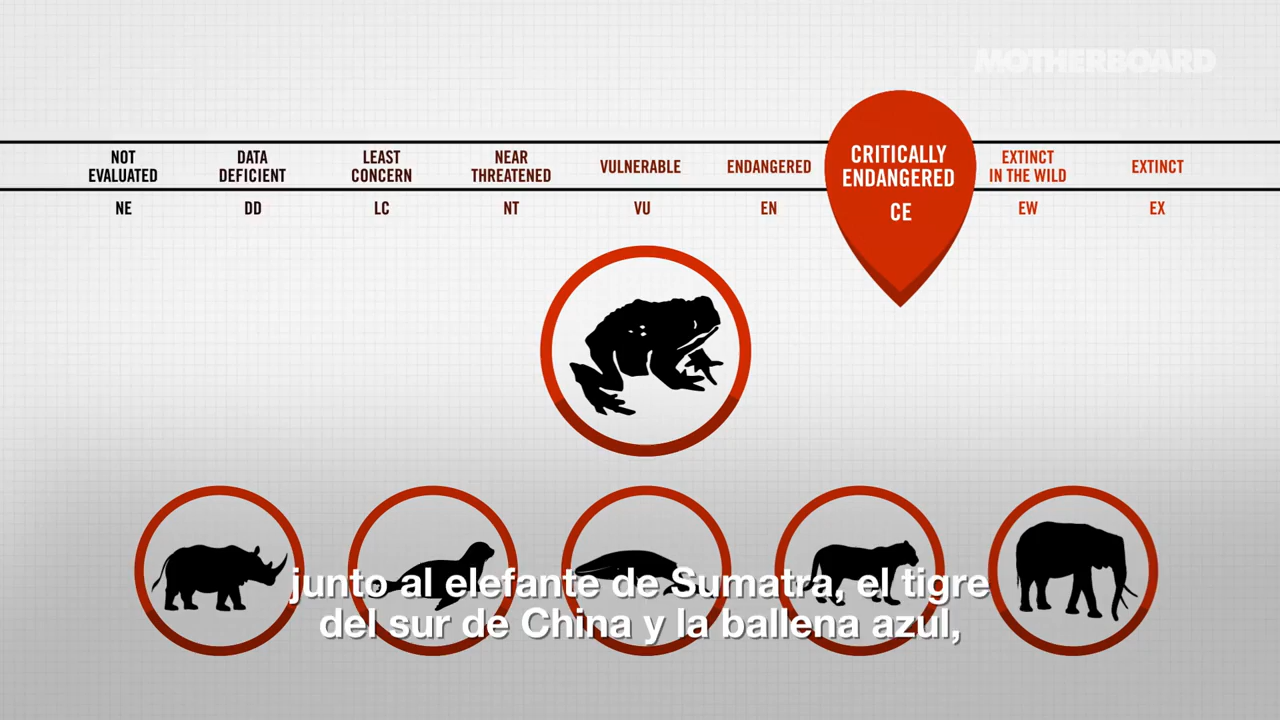 MOTHERBOARD
NOT EVALUATED
DATA DEFICIENT
LEAST CONCERN
NEAR THREATENED
VULNERABLE
ENDANGERED
CRITICALLY ENDANGERED
EXTINCT IN THE WILD
EXTINCT
NE
DD
LC
NT
VU
EN
CE
EW
EX
junto al elefante de Sumatra, el tigre
del sur de China y la ballena azul,